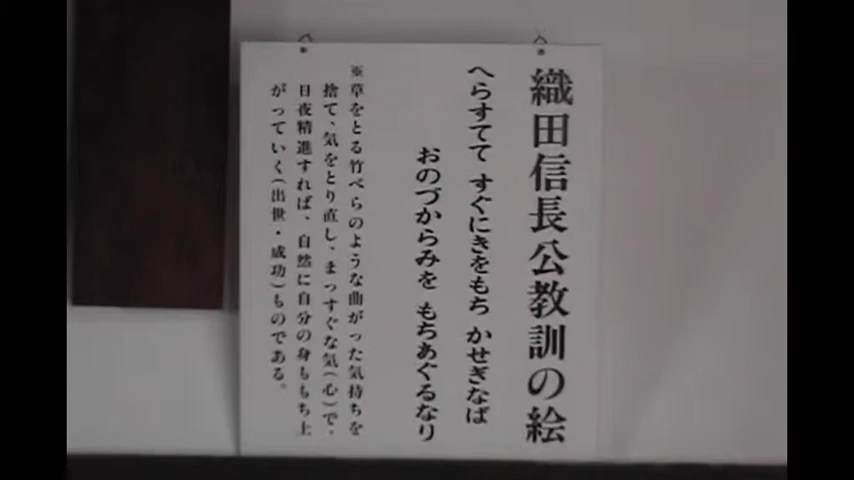 織田信長公教訓の絵
へらすてて すぐにきをもち かせぎなば
おのづからみを もちあぐるなり
※草をとる竹べらのような曲がった気持ちを
捨て、気をとり直し、まっすぐな気(心)で、
日夜精進すれば、自然に自分の身ももち上
がっていく(出世・成功)ものである。